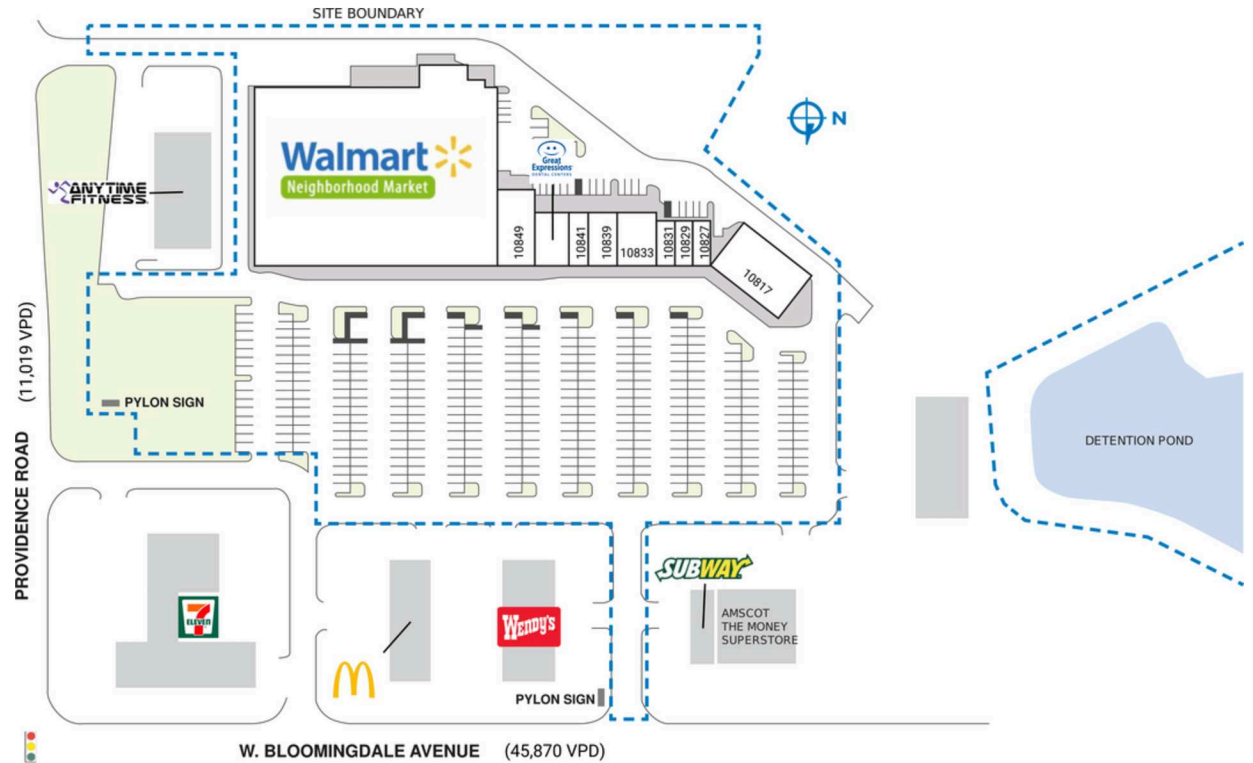 SITE BOUNDARY
N
Walmart
Neighborhood Market
Great
Expressions
DENTAL CENTERS
ANYTIME
FITNESS
10849
10841
10839
10833
10831
10829
10827
10817
(11,019 VPD)
PROVIDENCE ROAD
PYLON SIGN
DETENTION POND
7
ELEVEN
WENDY'S
SUBWAY
AMSCOT
THE MONEY
SUPERSTORE
M
PYLON SIGN
W. BLOOMINGDALE AVENUE (45,870 VPD)